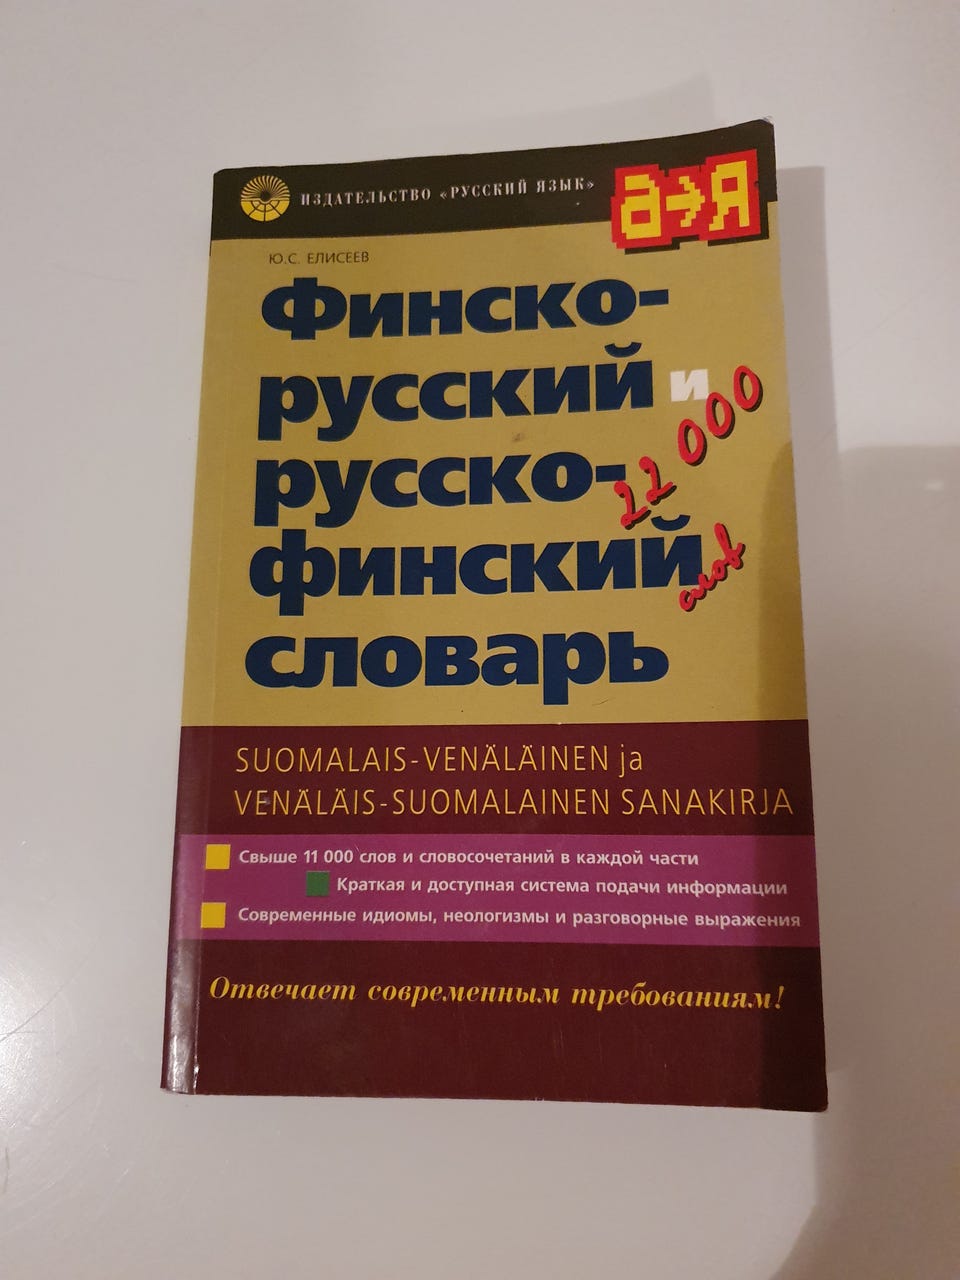 ИЗДАТЕЛЬСТВО «РУССКИЙ ЯЗЫК»
а→Я
Ю.С. ЕЛИСЕЕВ
Финско-
русский и
русско-
финский
словарь
22 000
слов
SUOMALAIS-VENÄLÄINEN ja
VENÄLÄIS-SUOMALAINEN SANAKIRJA
Свыше 11 000 слов и словосочетаний в каждой части
Краткая и доступная система подачи информации
Современные идиомы, неологизмы и разговорные выражения
Отвечает современным требованиям!